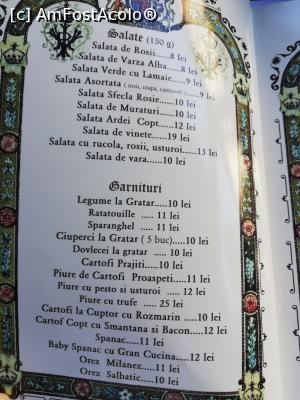 [c] AmFostAcolo®
Salate (150 g)
Salata de Rosii.....8 lei
Salata de Varza Alba.....8 lei
Salata Verde cu Lamaie.....9 lei
Salata Asortata ( rosii, ceapa, castraveti )....9 lei
Salata Sfecla Rosie.....10 lei
Salata de Muraturi.....10 lei
Salata Ardei Copt.....12 lei
Salata de vinete.....19 lei
Salata cu rucola, rosii, usturoi.....13 lei
Salata de vara.....10 lei
Garnituri
Legume la Gratar.....10 lei
Ratatouille ..... 11 lei
Sparanghel ..... 11 lei
Ciuperci la Gratar ( 5 buc).....10 lei
Dovlecei la gratar ..... 10 lei
Cartofi Prajiti.....10 lei
Piure de Cartofi Proaspeti.....11 lei
Piure cu pesto si usturoi ..... 12 lei
Piure cu trufe ..... 25 lei
Cartofi la Cuptor cu Rozmarin .....10 lei
Cartof Copt cu Smantana si Bacon.....12 lei
Spanac.....11 lei
Baby Spanac cu Gran Cucina.....12 lei
Orez Milanez.....11 lei
Orez Salbatic.....10 lei